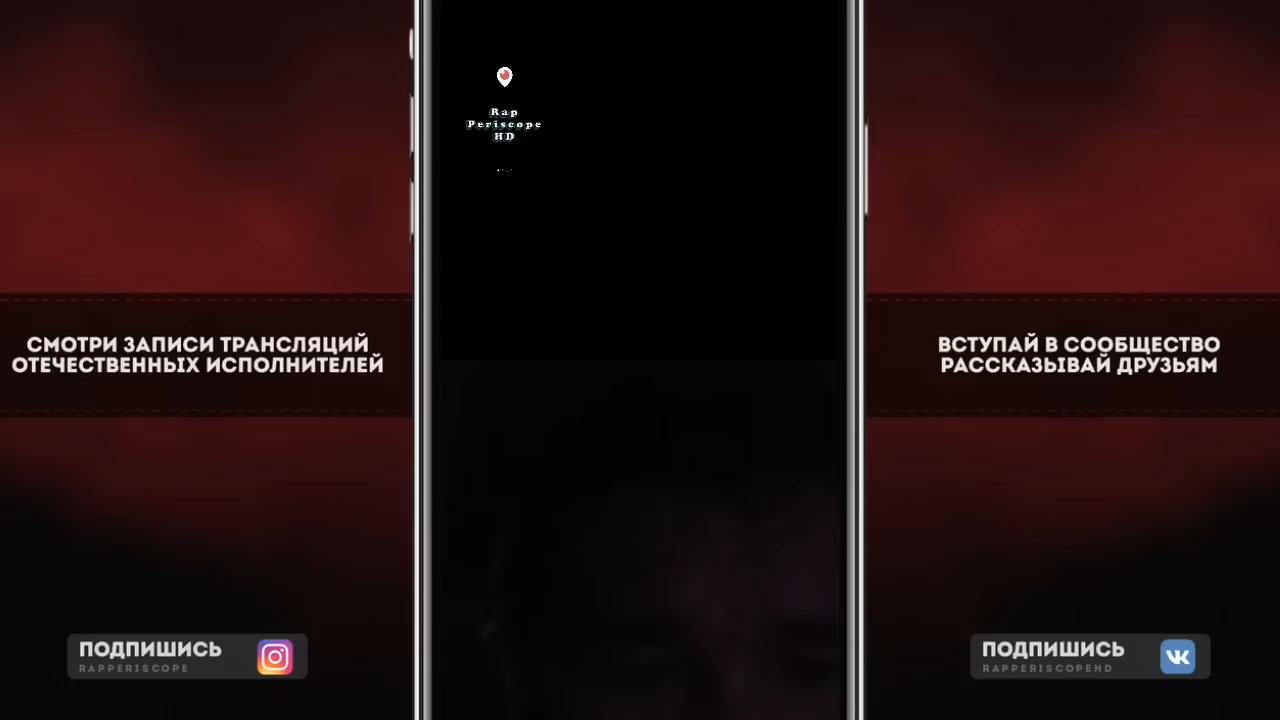 Rap
Periscope
HD
СМОТРИ ЗАПИСИ ТРАНСЛЯЦИЙ
ОТЕЧЕСТВЕННЫХ ИСПОЛНИТЕЛЕЙ
ВСТУПАЙ В СООБЩЕСТВО
РАССКАЗЫВАЙ ДРУЗЬЯМ
ПОДПИШИСЬ
RAPPERISCOPE
ПОДПИШИСЬ
RAPPERISCOPEHD